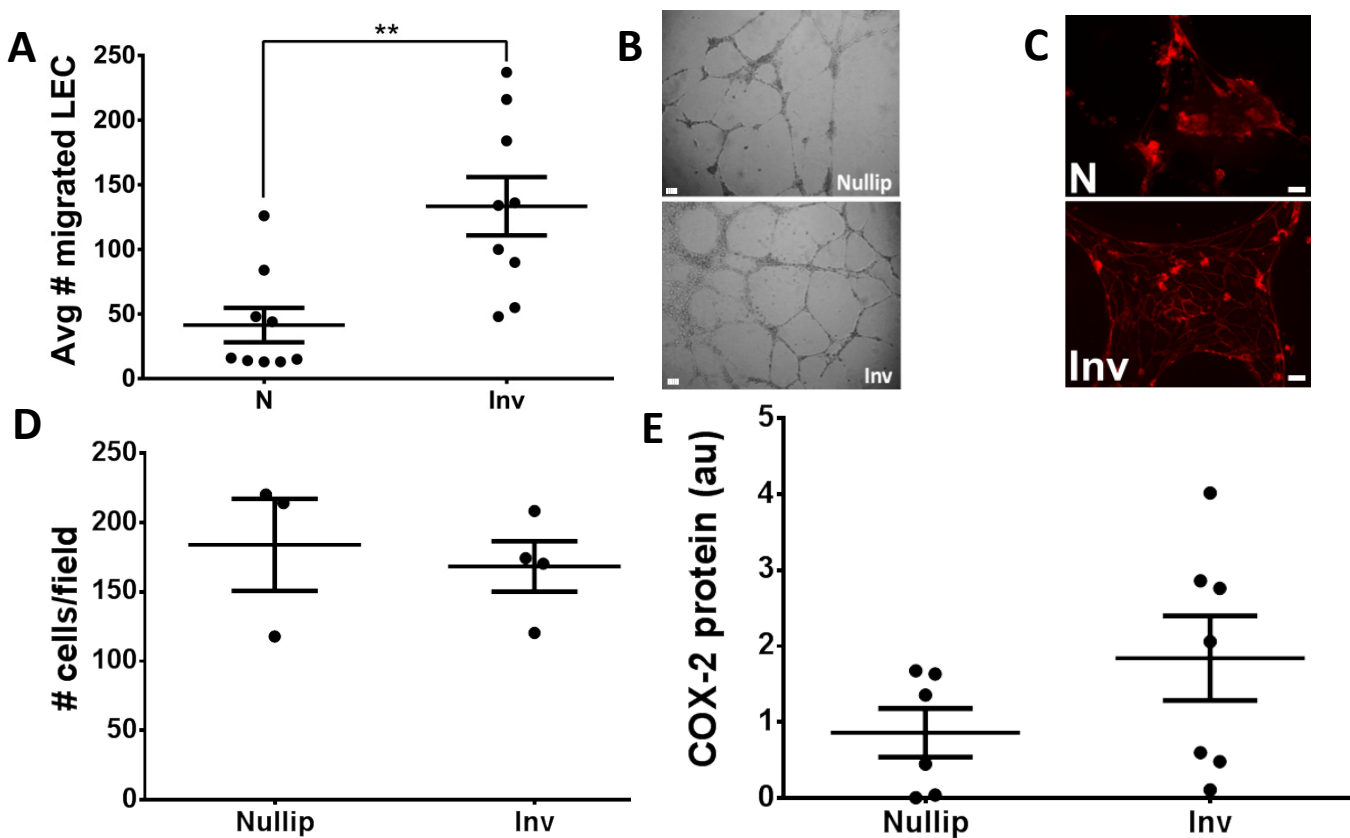 A
Avg # migrated LEC
250
200
150
100
50
0
**
N
Inv
B
Nullip
Inv
C
N
Inv
D
# cells/field
250
200
150
100
50
0
Nullip
Inv
E
COX-2 protein (au)
5
4
3
2
1
0
Nullip
Inv